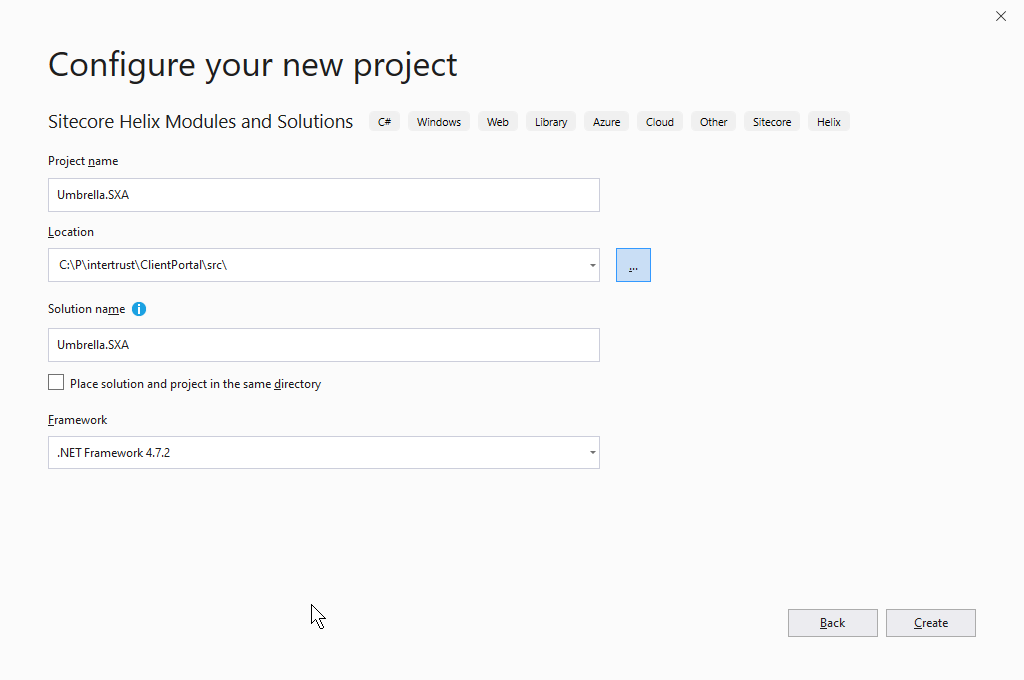 Configure your new project
Sitecore Helix Modules and Solutions C# Windows Web Library Azure Cloud Other Sitecore Helix
Project name
Umbrella.SXA
Location
C:\P\intertrust\ClientPortal\src\
...
Solution name
Umbrella.SXA
Place solution and project in the same directory
Framework
.NET Framework 4.7.2
Back Create